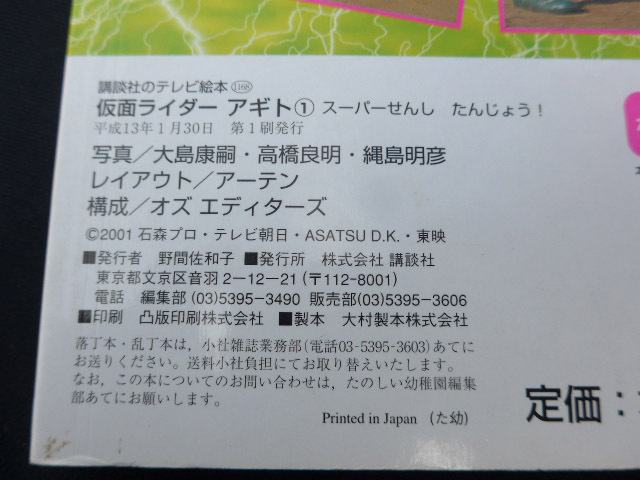 講談社のテレビ絵本 1168
仮面ライダー アギト① スーパーせんし たんじょう!
平成13年1月30日 第1刷発行
写真/大島康嗣・高橋良明・縄島明彦
レイアウト/アーテン
構成/オズ エディターズ
©2001 石森プロ・テレビ朝日・ASATSU D.K.・東映
■発行者 野間佐和子 ■発行所 株式会社 講談社
東京都文京区音羽2-12-21(〒112-8001)
電話 編集部(03)5395-3490 販売部(03)5395-3606
■印刷 凸版印刷株式会社 ■製本 大村製本株式会社
落丁本・乱丁本は,小社雑誌業務部(電話03-5395-3603)あてに
お送りください。送料小社負担にてお取り替えいたします。
なお,この本についてのお問い合わせは,たのしい幼稚園編集
部あてにお願いします。
Printed in Japan (た幼)
定価: